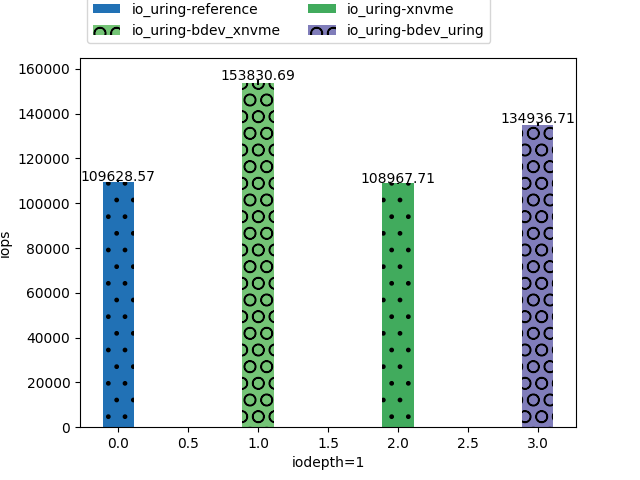 io_uring-reference io_uring-xnvme
io_uring-bdev_xnvme io_uring-bdev_uring
160000
140000
120000
100000
80000
60000
40000
20000
0
iops
109628.57
153830.69
108967.71
134936.71
0.0 0.5 1.0 1.5 2.0 2.5 3.0
iodepth=1